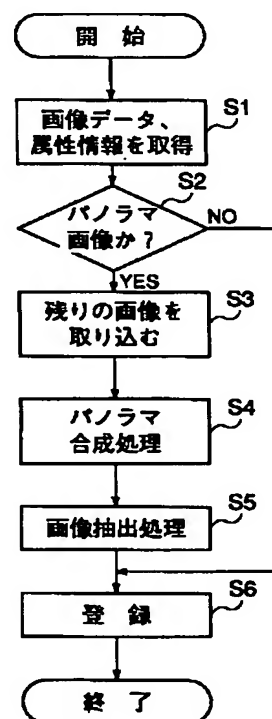 開 始
画像データ、
属性情報を取得
S1
S2
パノラマ
画像か？
NO
YES
残りの画像を
取り込む
S3
パノラマ
合成処理
S4
画像抽出処理
S5
登 録
S6
終 了